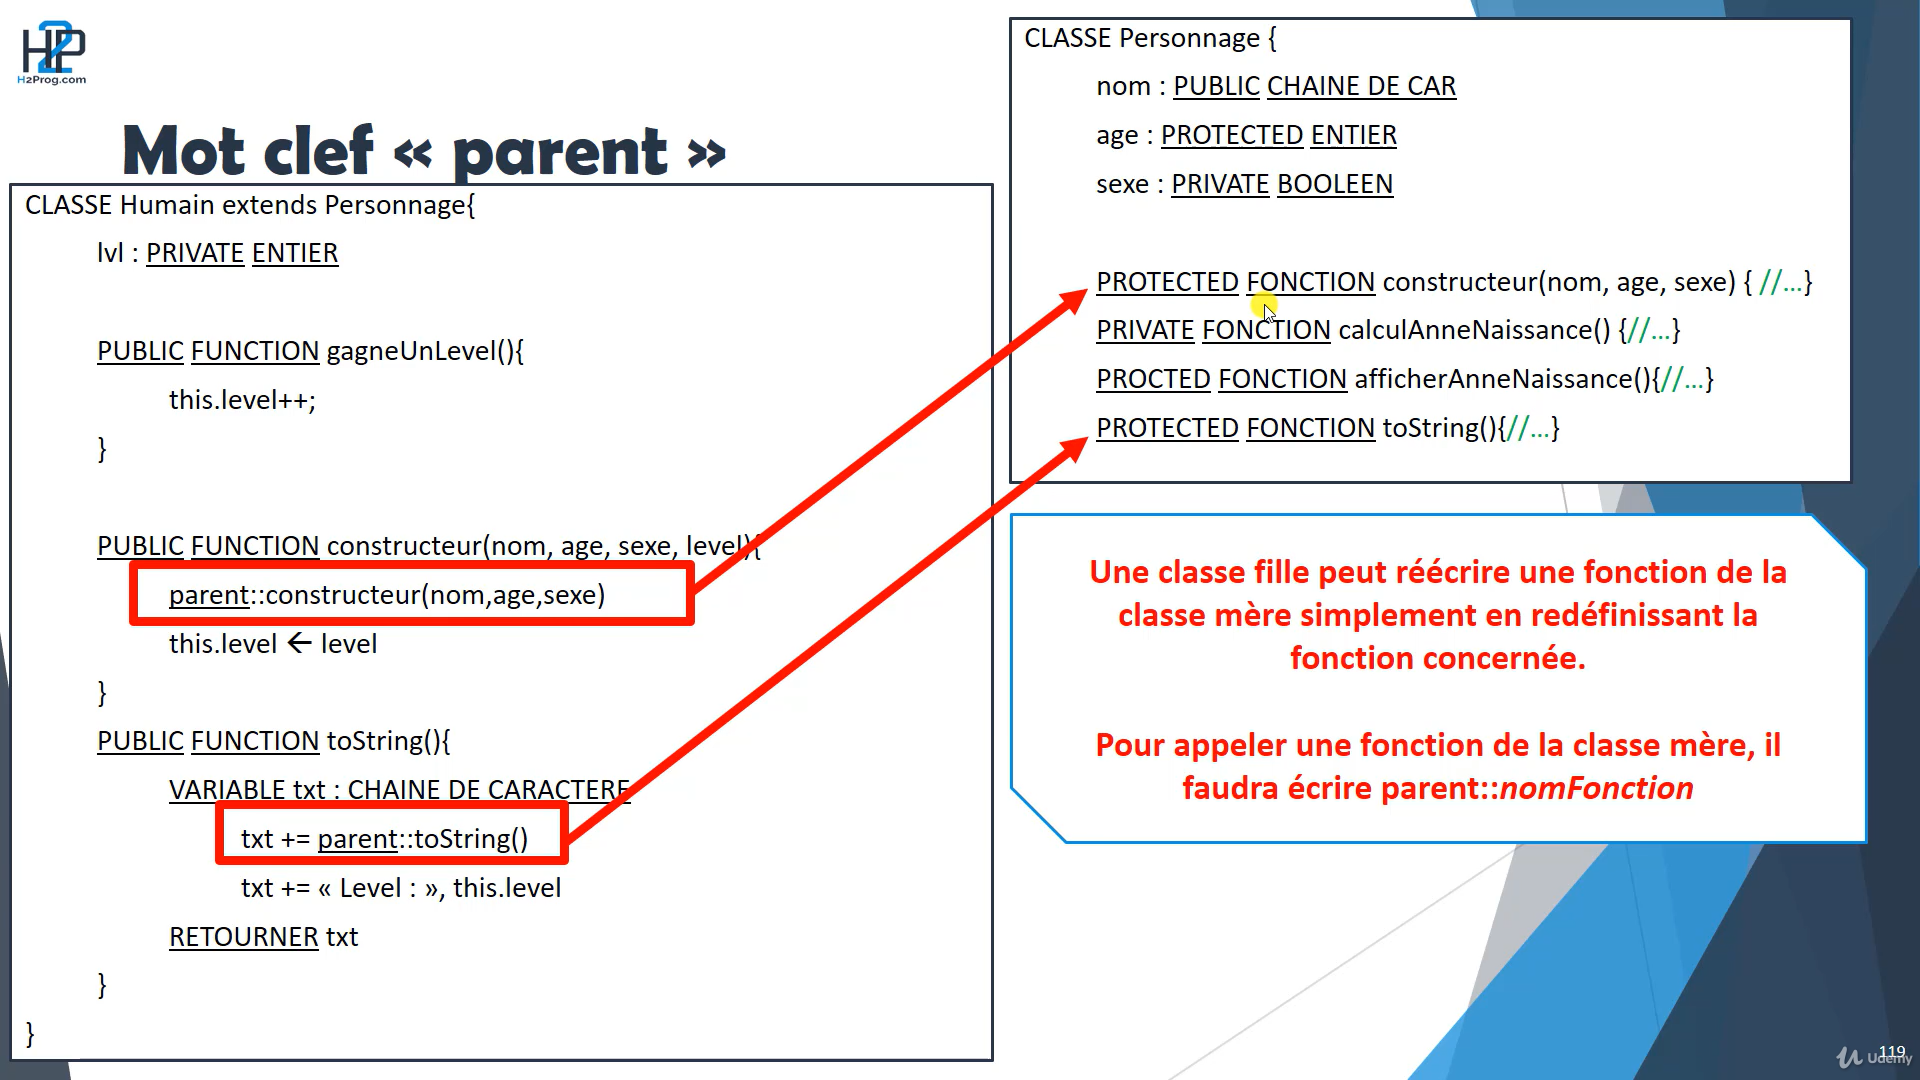 H2P
H2Prog.com
Mot clef « parent »
CLASSE Humain extends Personnage{
lvl : PRIVATE ENTIER
PUBLIC FUNCTION gagneUnLevel(){
this.level++;
}
PUBLIC FUNCTION constructeur(nom, age, sexe, level){
parent::constructeur(nom,age,sexe)
this.level ← level
}
PUBLIC FUNCTION toString(){
VARIABLE txt : CHAINE DE CARACTERE
txt += parent::toString()
txt += « Level : », this.level
RETOURNER txt
}
}
CLASSE Personnage {
nom : PUBLIC CHAINE DE CAR
age : PROTECTED ENTIER
sexe : PRIVATE BOOLEEN
PROTECTED FONCTION constructeur(nom, age, sexe) { //...}
PRIVATE FONCTION calculAnneNaissance() {//...}
PROCTED FONCTION afficherAnneNaissance(){//...}
PROTECTED FONCTION toString(){//...}
Une classe fille peut réécrire une fonction de la
classe mère simplement en redéfinissant la
fonction concernée.
Pour appeler une fonction de la classe mère, il
faudra écrire parent::nomFonction
119
Udemy